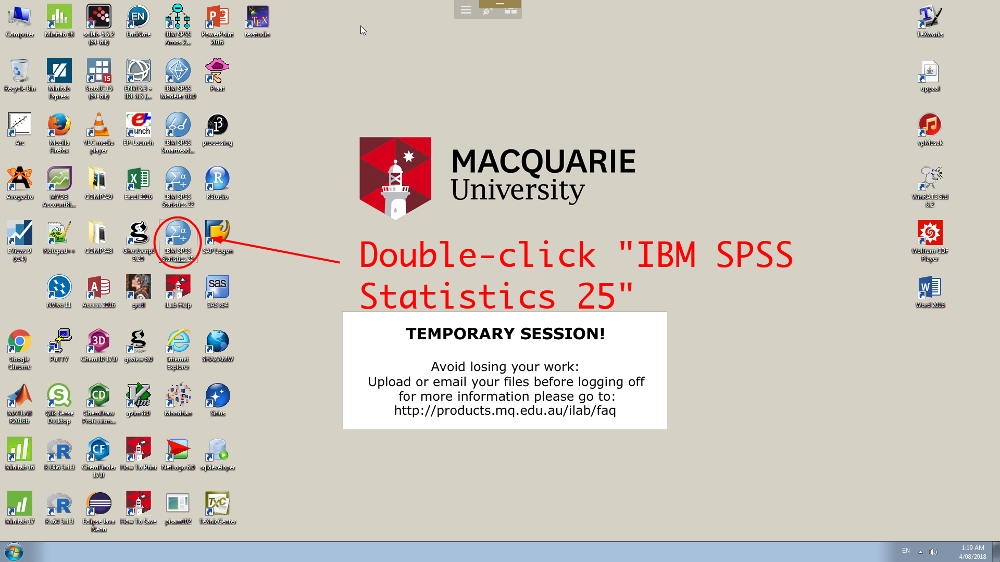 Computer
Minitab 18
scilab-5.5.2
(64-bit)
EndNote
IBM SPSS
Amos 2...
PowerPoint
2016
texstudio
TeXworks
Recycle Bin
Minitab
Express
StataIC 15
(64-bit)
ENVI 5.3 +
IDL 8.5 (...
IBM SPSS
Modeler 18.0
Praat
uppaal
Arc
Mozilla
Firefox
VLC media
player
EP-Launch
IBM SPSS
Smartread...
processing
vpMusak
MACQUARIE
University
Avogadro
MYOB
AccountRi...
COMP249
Excel 2016
IBM SPSS
Statistics 22
RStudio
WinRATS Std
8.2
EViews 9
(x64)
Notepad++
COMP348
Ghostscript
9.20
IBM SPSS
Statistics 25
SAP Logon
Wolfram CDF
Player
Double-click "IBM SPSS
Statistics 25"
NVivo 11
Access 2016
gretl
iLab Help
SAS x64
Word 2016
TEMPORARY SESSION!
Avoid losing your work:
Upload or email your files before logging off
for more information please go to:
http://products.mq.edu.au/ilab/faq
Google
Chrome
PuTTY
Chem3D 17.0
gsview 6.0
Internet
Explorer
SHAZAMW
MATLAB
R2016b
Qlik Sense
Desktop
ChemDraw
Profession...
gvim 8.0
Mondrian
Sirius
Minitab 16
R i386 3.4.3
ChemFinder
17.0
How To Print
NetLogo 6.0
sqldeveloper
Minitab 17
R x64 3.4.3
Eclipse Java
Neon
How To Save
pisam102
TeXnicCenter
EN
1:19 AM
4/08/2018